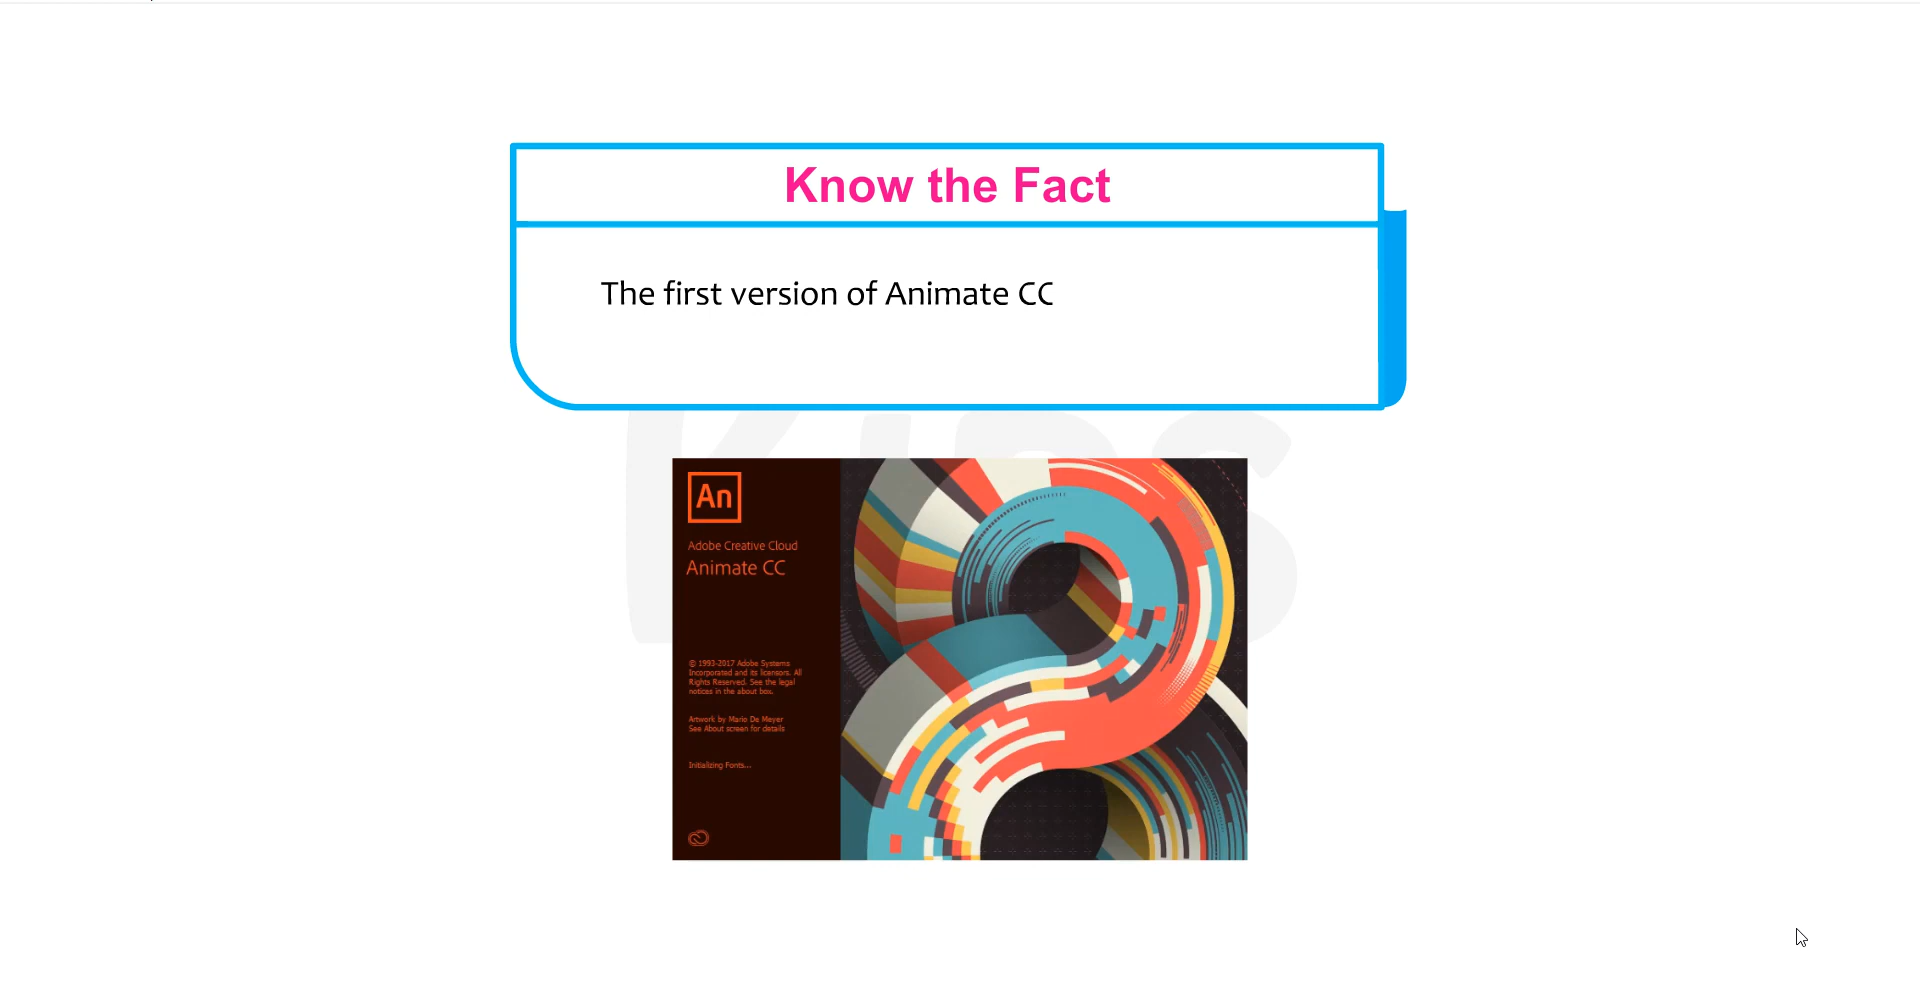 Know the Fact
The first version of Animate CC
Kips
An
Adobe Creative Cloud
Animate CC
© 1993-2017 Adobe Systems
Incorporated and its licensors. All
Rights Reserved. See the legal
notices in the about box.
Artwork by Mario De Meyer
See About screen for details
Initializing Fonts...